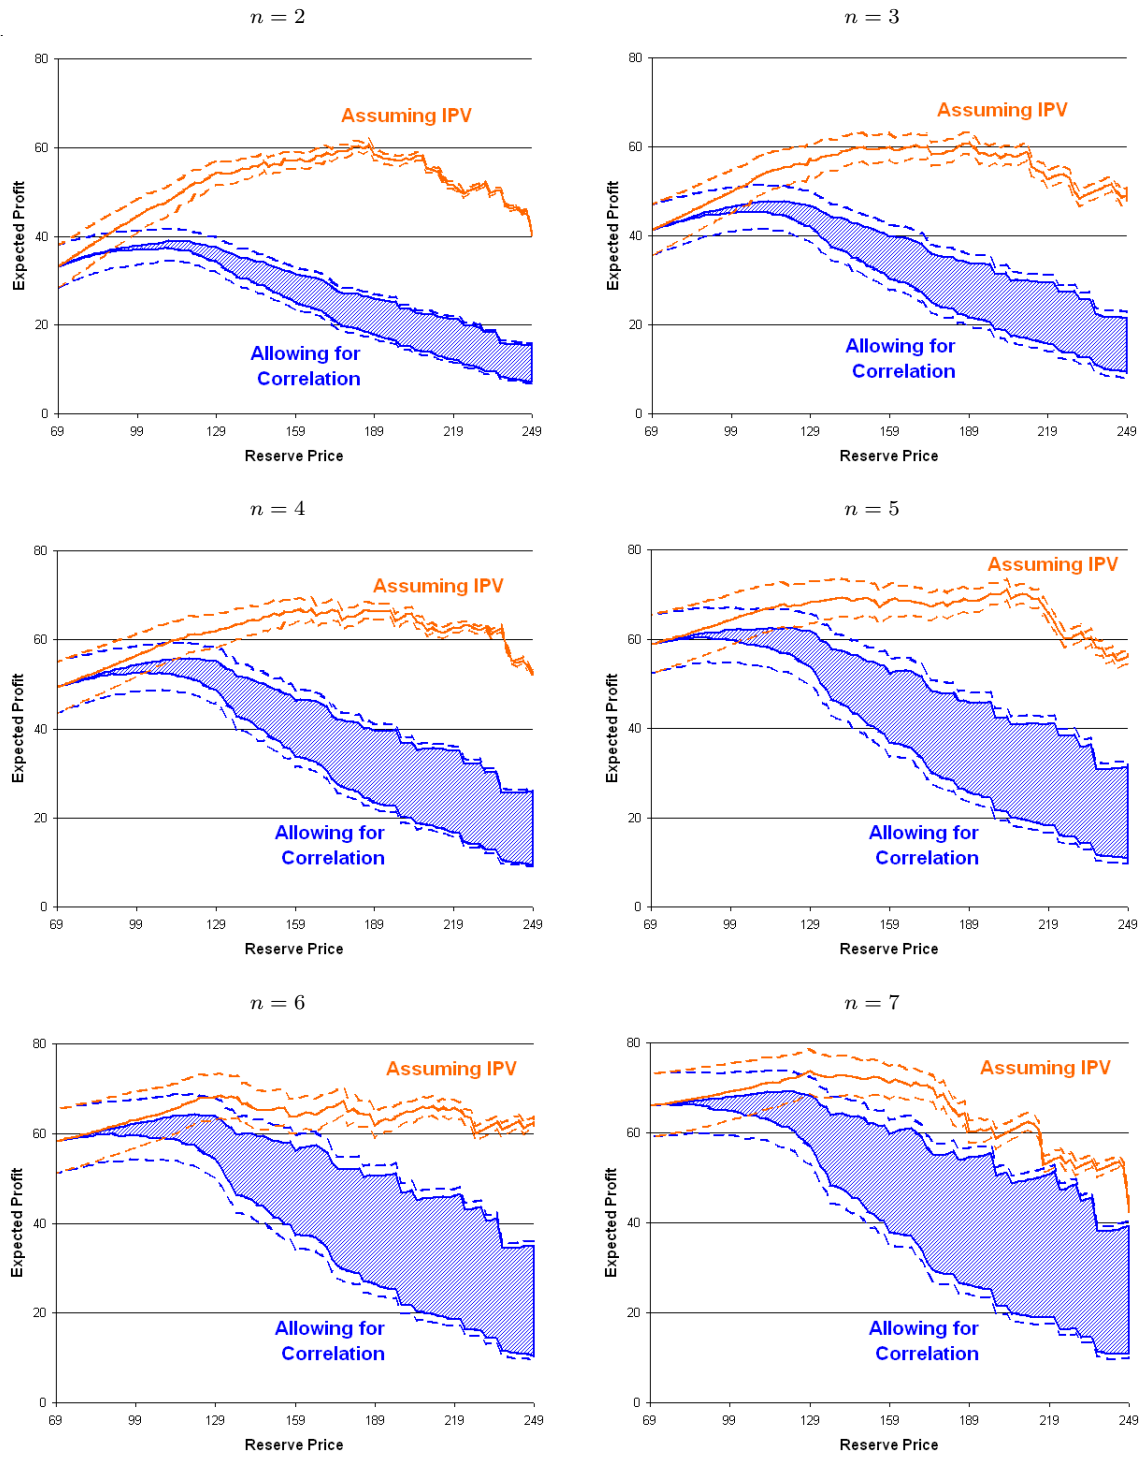 n = 2
80
60
40
20
0
Expected Profit
Assuming IPV
Allowing for
Correlation
69 99 129 159 189 219 249
Reserve Price
n = 3
80
60
40
20
0
Expected Profit
Assuming IPV
Allowing for
Correlation
69 99 129 159 189 219 249
Reserve Price
n = 4
80
60
40
20
0
Expected Profit
Assuming IPV
Allowing for
Correlation
69 99 129 159 189 219 249
Reserve Price
n = 5
80
60
40
20
0
Expected Profit
Assuming IPV
Allowing for
Correlation
69 99 129 159 189 219 249
Reserve Price
n = 6
80
60
40
20
0
Expected Profit
Assuming IPV
Allowing for
Correlation
69 99 129 159 189 219 249
Reserve Price
n = 7
80
60
40
20
0
Expected Profit
Assuming IPV
Allowing for
Correlation
69 99 129 159 189 219 249
Reserve Price